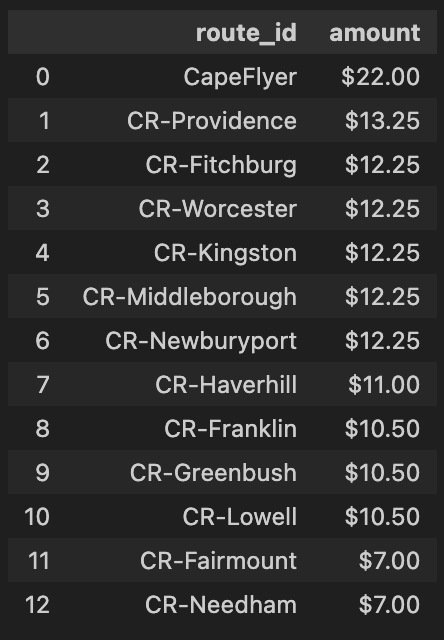 route_id amount
0 CapeFlyer $22.00
1 CR-Providence $13.25
2 CR-Fitchburg $12.25
3 CR-Worcester $12.25
4 CR-Kingston $12.25
5 CR-Middleborough $12.25
6 CR-Newburyport $12.25
7 CR-Haverhill $11.00
8 CR-Franklin $10.50
9 CR-Greenbush $10.50
10 CR-Lowell $10.50
11 CR-Fairmount $7.00
12 CR-Needham $7.00